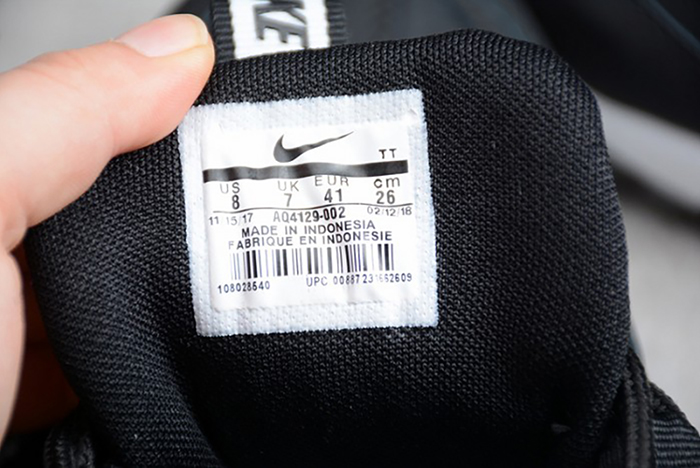 NIKE
TT
US UK EUR cm
8 7 41 26
11/15/17 AQ4129-002 02/12/18
MADE IN INDONESIA
FABRIQUE EN INDONESIE
108028540 UPC 00887231662609